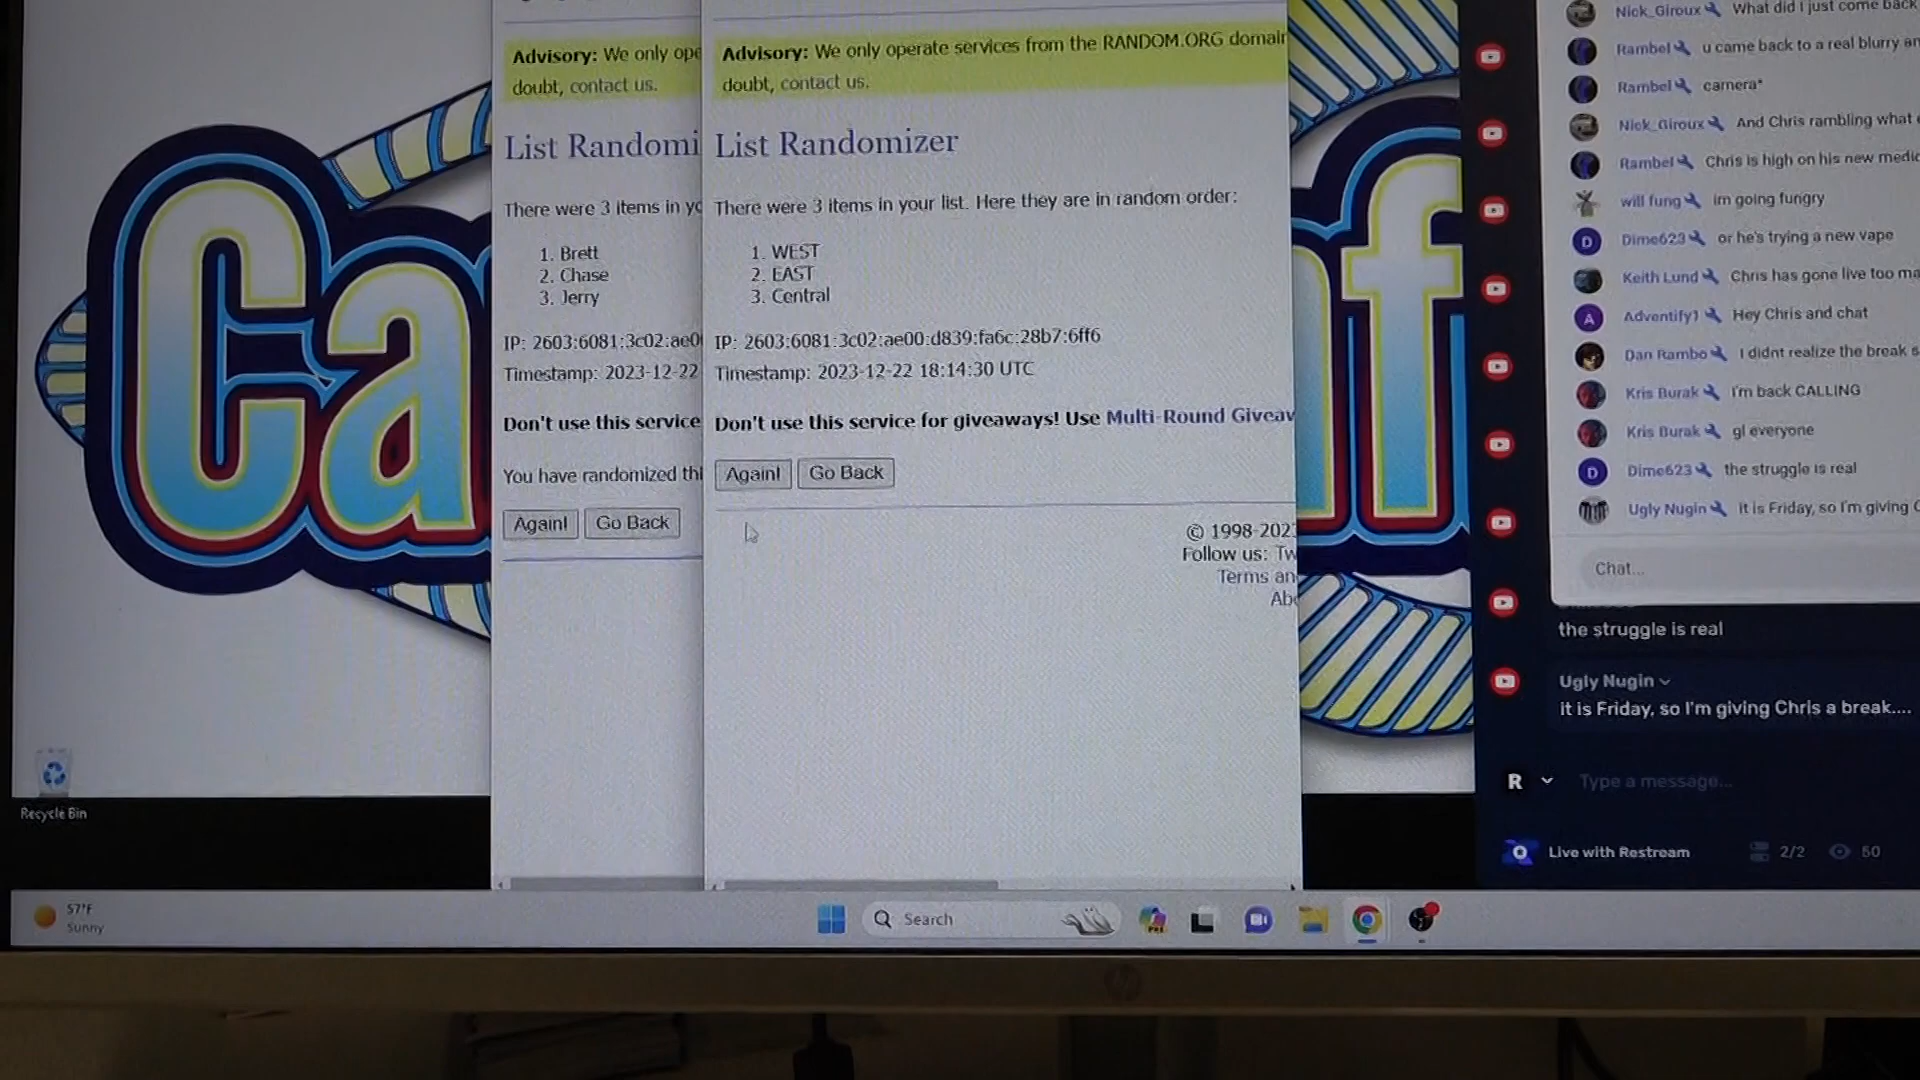 Advisory: We only ope
doubt, contact us.
List Randomi
There were 3 items in yo
1. Brett
2. Chase
3. Jerry
IP: 2603:6081:3c02:ae0
Timestamp: 2023-12-22
Don't use this service
You have randomized thi
Again!
Go Back
Advisory: We only operate services from the RANDOM.ORG domain
doubt, contact us.
List Randomizer
There were 3 items in your list. Here they are in random order:
1. WEST
2. EAST
3. Central
IP: 2603:6081:3c02:ae00:d839:fa6c:28b7:6ff6
Timestamp: 2023-12-22 18:14:30 UTC
Don't use this service for giveaways! Use Multi-Round Giveav
Again!
Go Back
© 1998-202
Follow us: Tw
Terms an
Abo
Ca
f
Nick_Giroux What did I just come back
Rambel u came back to a real blurry an
Rambel camera*
Nick_Giroux And Chris rambling what
Rambel Chris is high on his new medic
will fung im going fungry
D Dime623 or he's trying a new vape
Keith Lund Chris has gone live too ma
A Adventify1 Hey Chris and chat
Dan Rambo I didnt realize the break s
Kris Burak I'm back CALLING
Kris Burak gl everyone
D Dime623 the struggle is real
Ugly Nugin it is Friday, so I'm giving C
Chat...
the struggle is real
Ugly Nugin
it is Friday, so I'm giving Chris a break....
R Type a message...
Live with Restream 2/2 50
Recycle Bin
57°F
Sunny
Search
PRE
hp